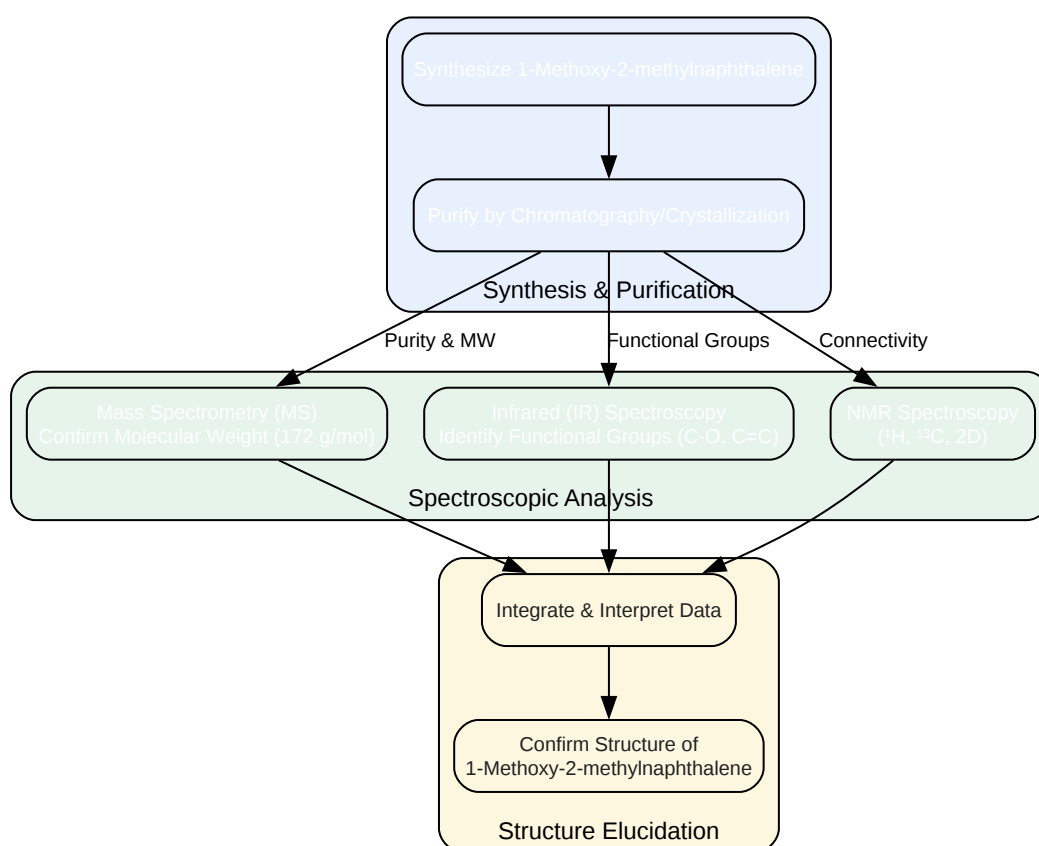 Synthesize 1-Methoxy-2-methylnaphthalene
Purify by Chromatography/Crystallization
Synthesis & Purification
Purity & MW
Functional Groups
Connectivity
Mass Spectrometry (MS)
Confirm Molecular Weight (172 g/mol)
Infrared (IR) Spectroscopy
Identify Functional Groups (C-O, C=C)
NMR Spectroscopy
(¹H, ¹³C, 2D)
Spectroscopic Analysis
Integrate & Interpret Data
Confirm Structure of
1-Methoxy-2-methylnaphthalene
Structure Elucidation